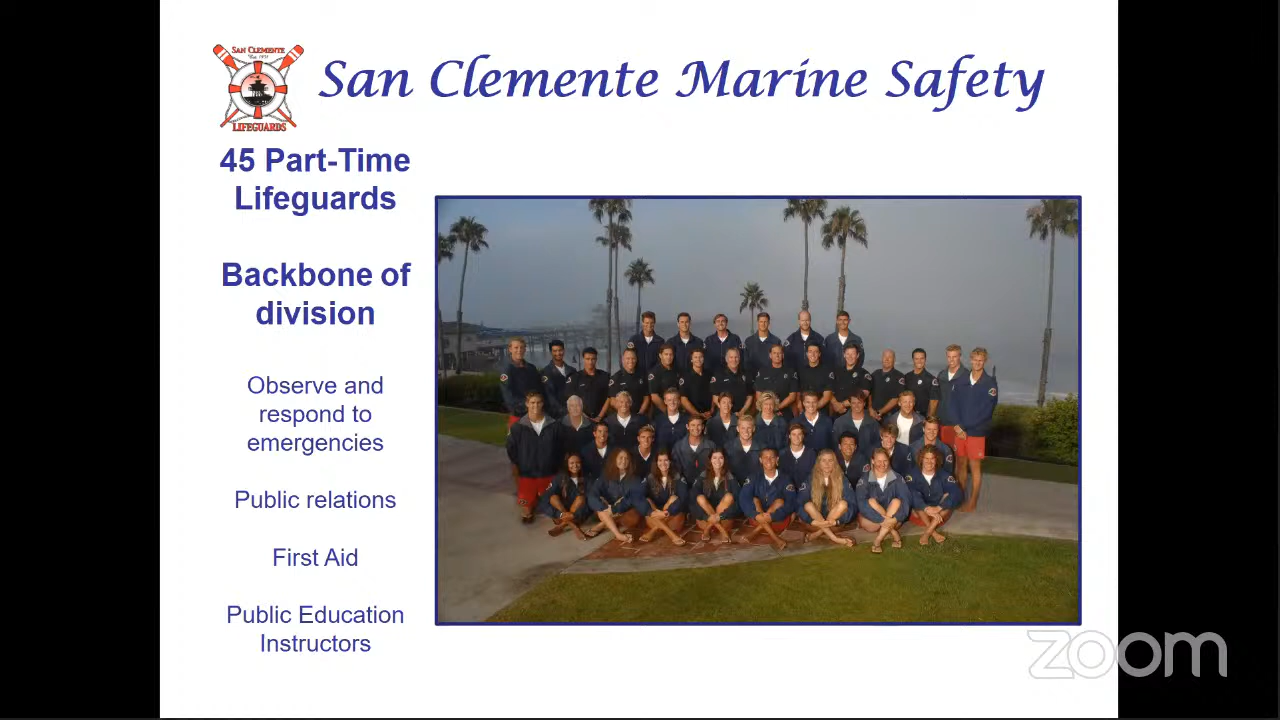 SAN CLEMENTE
LIFEGUARDS
San Clemente Marine Safety
45 Part-Time
Lifeguards
Backbone of
division
Observe and
respond to
emergencies
Public relations
First Aid
Public Education
Instructors
zoom